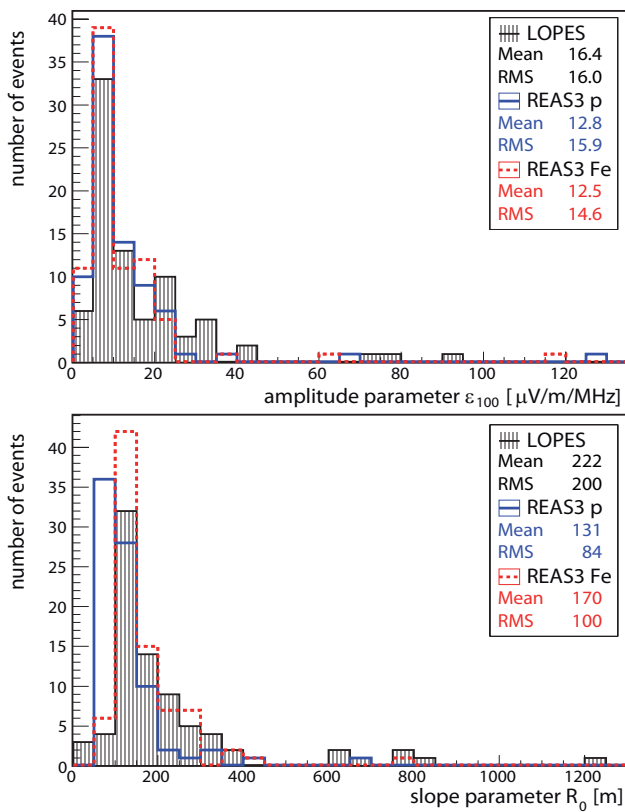 40
35
30
25
20
15
10
5
0
number of events
LOPES
Mean 16.4
RMS 16.0
REAS3 p
Mean 12.8
RMS 15.9
REAS3 Fe
Mean 12.5
RMS 14.6
0 20 40 60 80 100 120
amplitude parameter ε100 [ μV/m/MHz]
40
35
30
25
20
15
10
5
0
number of events
LOPES
Mean 222
RMS 200
REAS3 p
Mean 131
RMS 84
REAS3 Fe
Mean 170
RMS 100
200 400 600 800 1000 1200
slope parameter R0 [m]